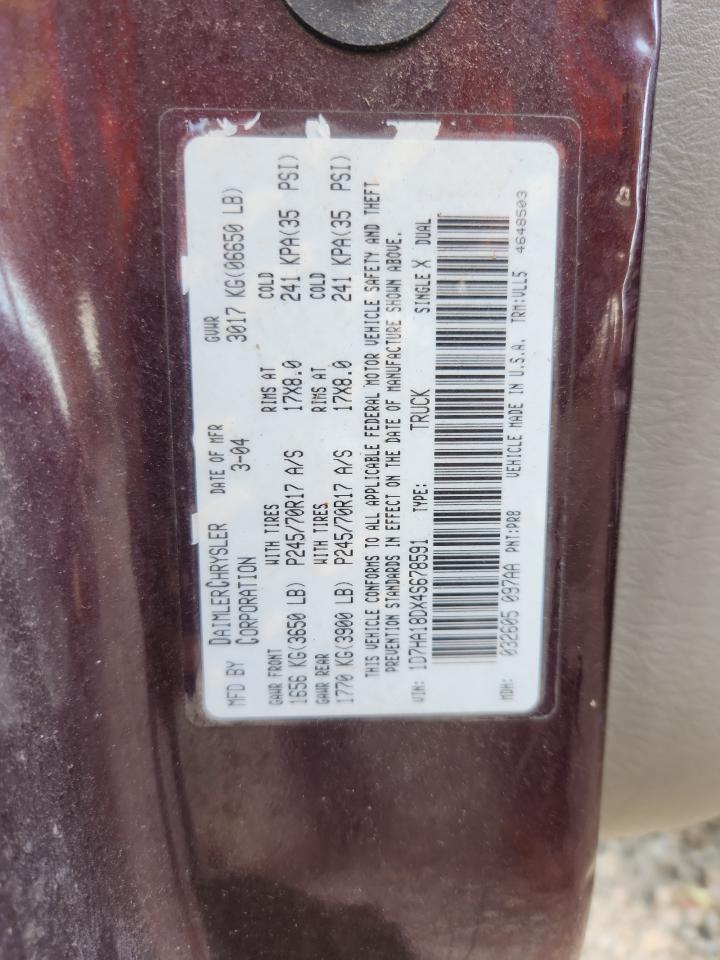 MFD BY DAIMLERCHRYSLER CORPORATION DATE OF MFR 3-04 GVWR 3017 KG(06650 LB)
GAWR FRONT WITH TIRES RIMS AT COLD
1656 KG(3650 LB) P245/70R17 A/S 17X8.0 241 KPA(35 PSI)
GAWR REAR WITH TIRES RIMS AT COLD
1770 KG(3900 LB) P245/70R17 A/S 17X8.0 241 KPA(35 PSI)
THIS VEHICLE CONFORMS TO ALL APPLICABLE FEDERAL MOTOR VEHICLE SAFETY AND THEFT
PREVENTION STANDARDS IN EFFECT ON THE DATE OF MANUFACTURE SHOWN ABOVE.
VIN: 1D7HA18DX4S678591 TYPE: TRUCK SINGLE X DUAL
MDH: 032605 097AA PNT:PR8 VEHICLE MADE IN U.S.A. TRM:VLL5 4648503